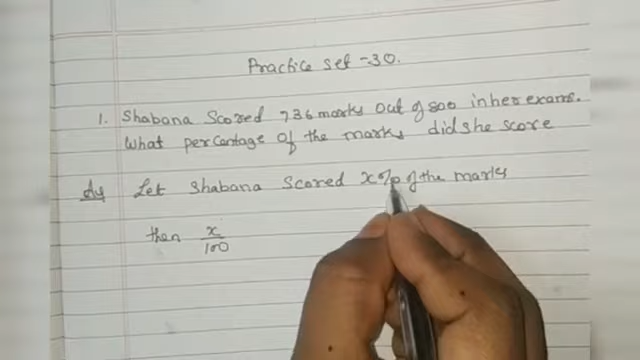 Practice set -30.
1. Shabana Scored 736 marks out of 800 in her exams.
What percentage of the marks did she score
Let Shabana Scored x% of the marks
then x/100